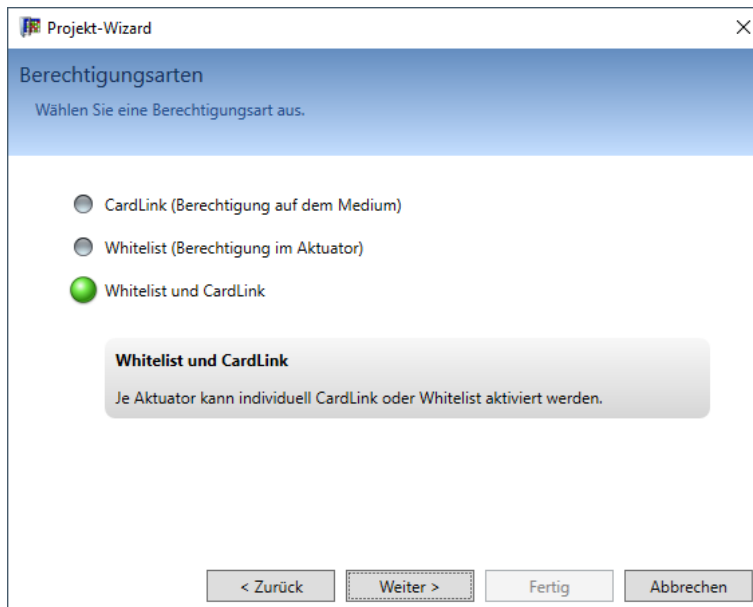 Projekt-Wizard
Berechtigungsarten
Wählen Sie eine Berechtigungsart aus.
CardLink (Berechtigung auf dem Medium)
Whitelist (Berechtigung im Aktuator)
Whitelist und CardLink
Whitelist und CardLink
Je Aktuator kann individuell CardLink oder Whitelist aktiviert werden.
< Zurück Weiter > Fertig Abbrechen